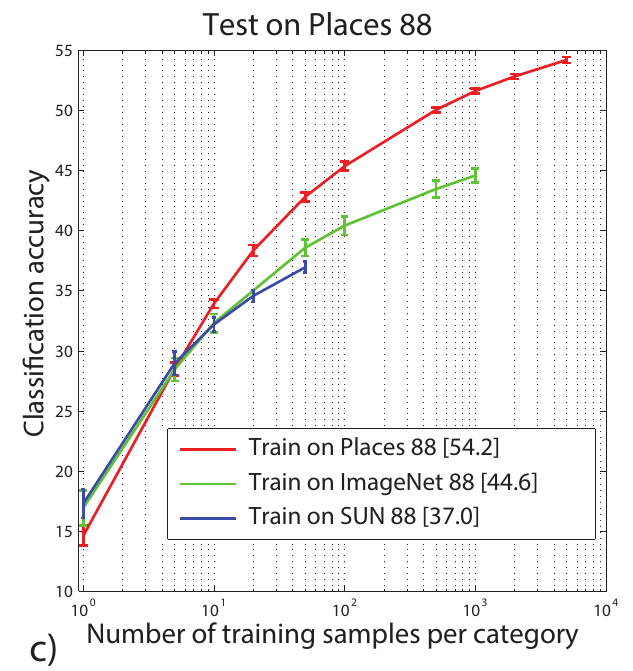 Test on Places 88
Classification accuracy
55
50
45
40
35
30
25
20
15
10
Train on Places 88 [54.2]
Train on ImageNet 88 [44.6]
Train on SUN 88 [37.0]
10^0 10^1 10^2 10^3 10^4
Number of training samples per category
c)